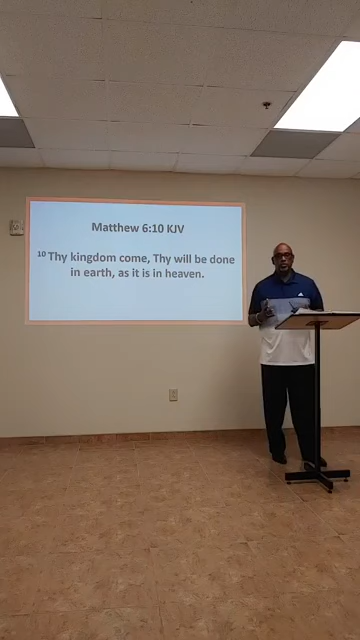 Matthew 6:10 KJV
10 Thy kingdom come, Thy will be done
in earth, as it is in heaven.